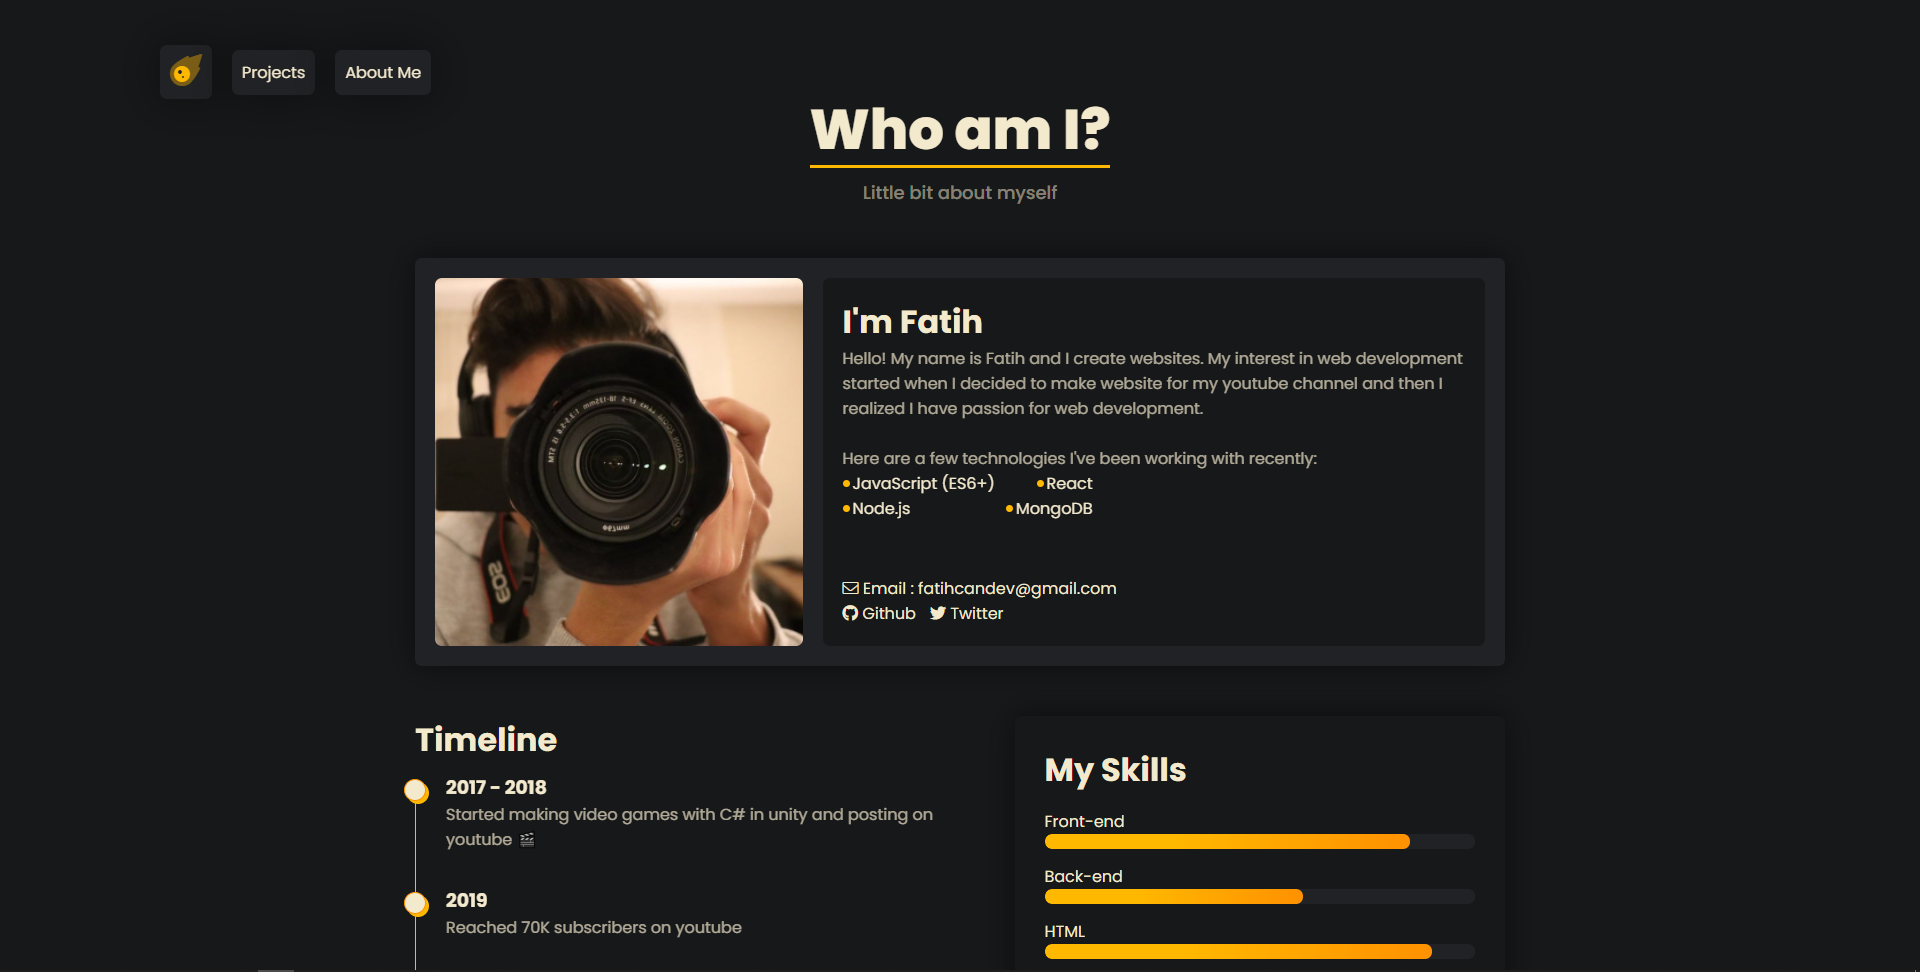 Projects
About Me
Who am I?
Little bit about myself
I'm Fatih
Hello! My name is Fatih and I create websites. My interest in web development
started when I decided to make website for my youtube channel and then I
realized I have passion for web development.
Here are a few technologies I've been working with recently:
JavaScript (ES6+) React
Node.js MongoDB
Email : fatihcandev@gmail.com
Github Twitter
EOS
Timeline
2017 - 2018
Started making video games with C# in unity and posting on
youtube 🎬
2019
Reached 70K subscribers on youtube
My Skills
Front-end
Back-end
HTML